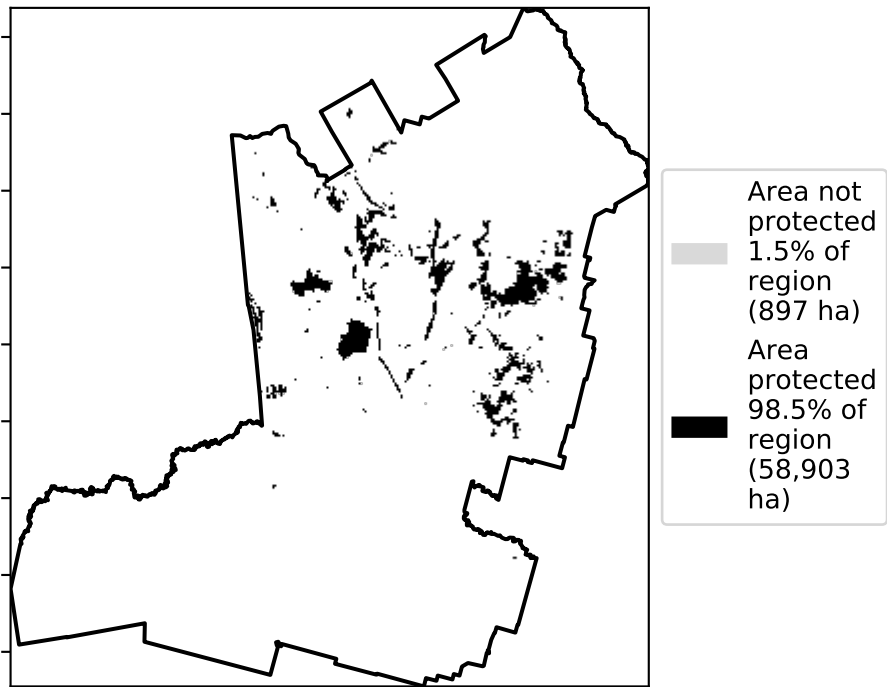 Area not
protected
1.5% of
region
(897 ha)
Area
protected
98.5% of
region
(58,903
ha)